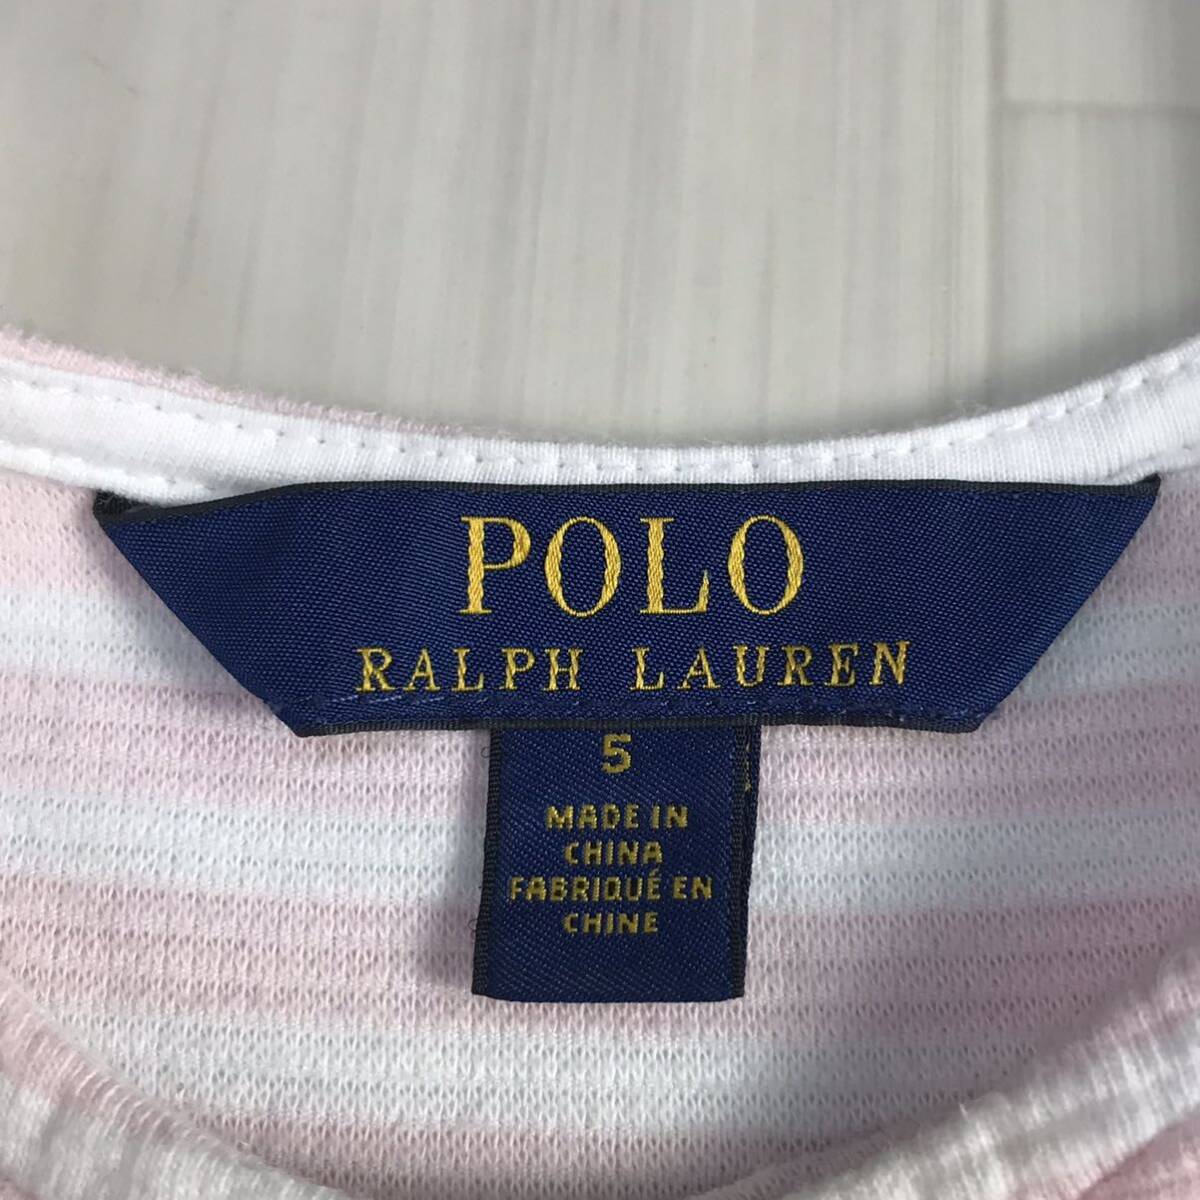 POLO
RALPH LAUREN
5
MADE IN
CHINA
FABRIQUÉ EN
CHINE